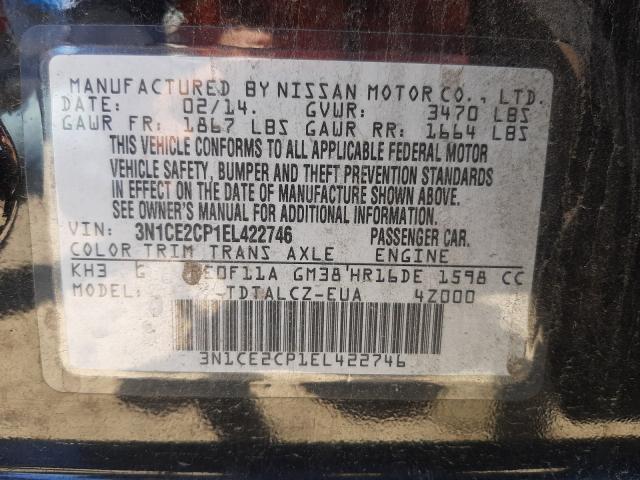 MANUFACTURED BY NISSAN MOTOR CO., LTD.
DATE: 02/14. GVWR: 3470 LBS
GAWR FR: 1867 LBS GAWR RR: 1664 LBS
THIS VEHICLE CONFORMS TO ALL APPLICABLE FEDERAL MOTOR
VEHICLE SAFETY, BUMPER AND THEFT PREVENTION STANDARDS
IN EFFECT ON THE DATE OF MANUFACTURE SHOWN ABOVE.
SEE OWNER'S MANUAL FOR ADDITIONAL INFORMATION.
VIN: 3N1CE2CP1EL422746 PASSENGER CAR.
COLOR TRIM TRANS AXLE ENGINE
KH3 G GM38 HR16DE 1598 CC
MODEL: 4Z000
3N1CE2CP1EL422746